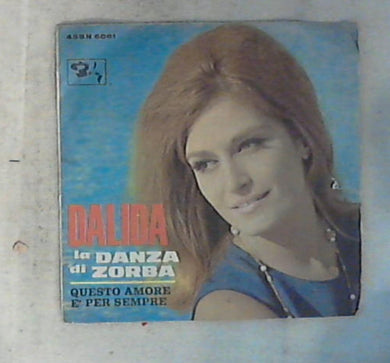 45BN 6061
DALIDA
la DANZA
di ZORBA
QUESTO AMORE
E' PER SEMPRE